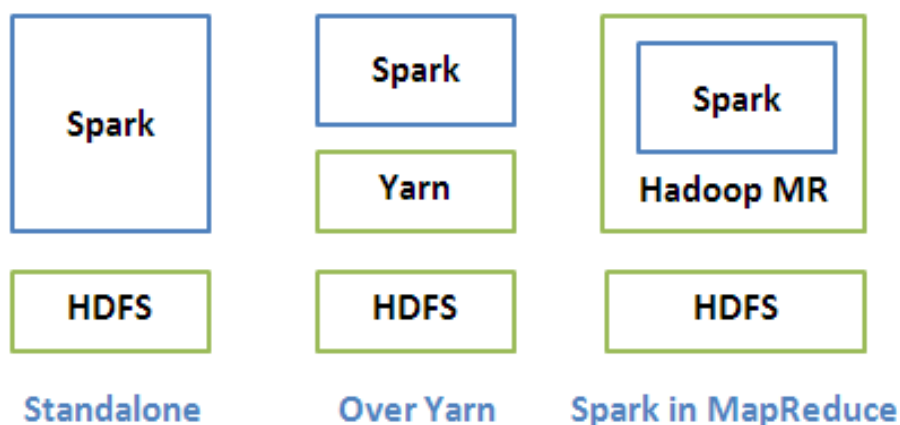 Spark
HDFS
Standalone
Spark
Yarn
HDFS
Over Yarn
Spark
Hadoop MR
HDFS
Spark in MapReduce